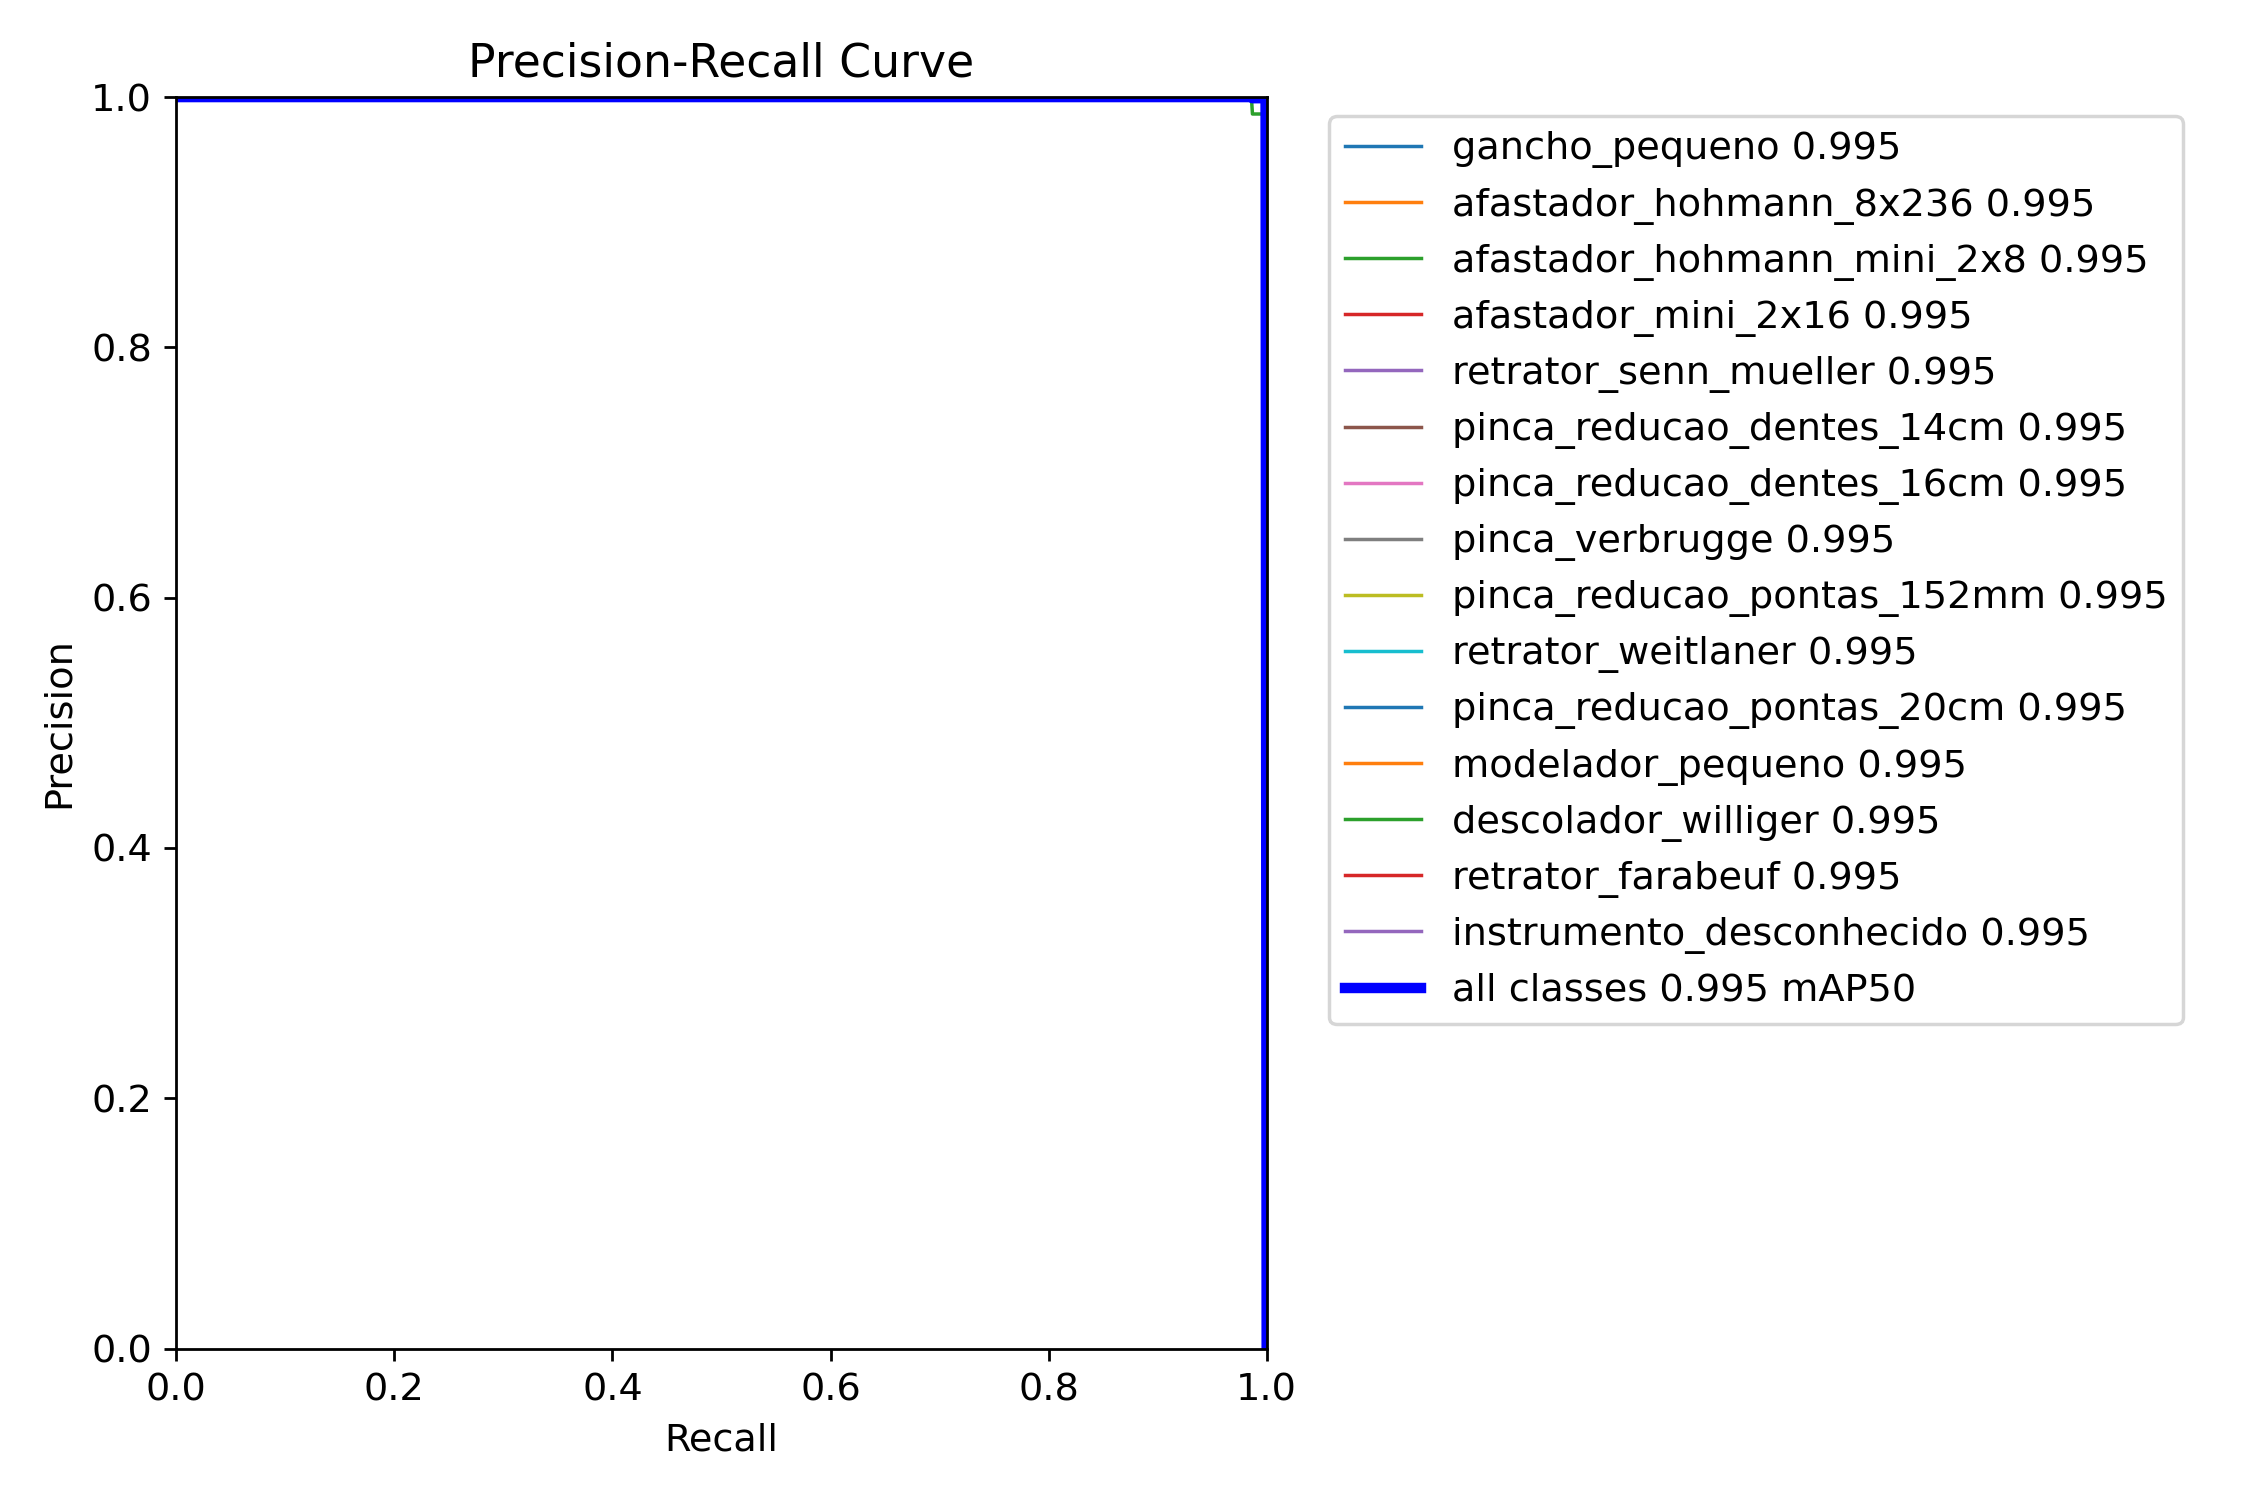 Precision-Recall Curve
1.0
0.8
0.6
0.4
0.2
0.0
Precision
0.0 0.2 0.4 0.6 0.8 1.0
Recall
gancho_pequeno 0.995
afastador_hohmann_8x236 0.995
afastador_hohmann_mini_2x8 0.995
afastador_mini_2x16 0.995
retrator_senn_mueller 0.995
pinca_reducao_dentes_14cm 0.995
pinca_reducao_dentes_16cm 0.995
pinca_verbrugge 0.995
pinca_reducao_pontas_152mm 0.995
retrator_weitlaner 0.995
pinca_reducao_pontas_20cm 0.995
modelador_pequeno 0.995
descolador_williger 0.995
retrator_farabeuf 0.995
instrumento_desconhecido 0.995
all classes 0.995 mAP50